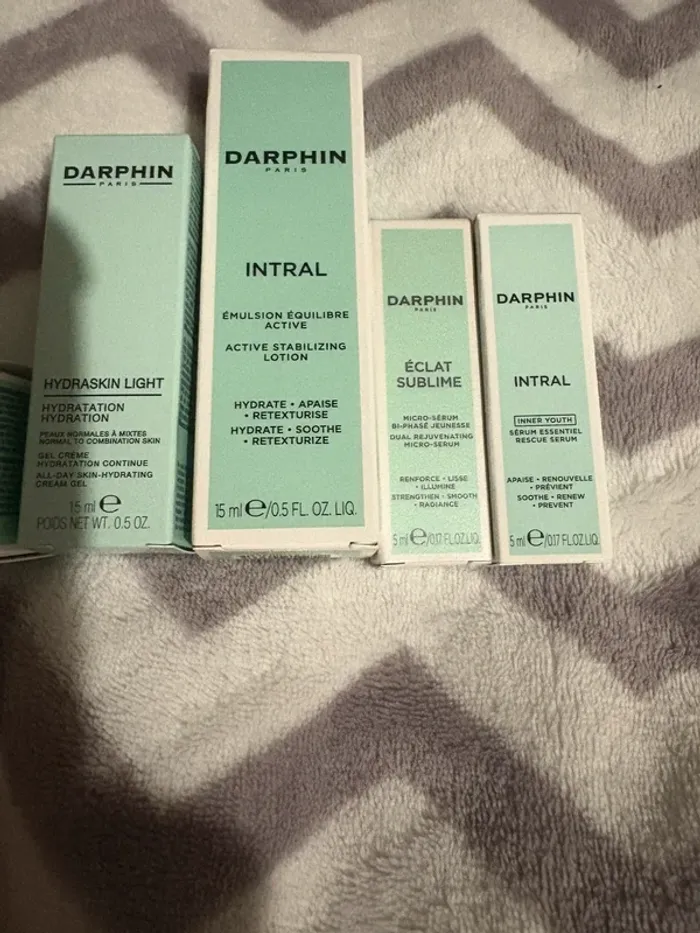 DARPHIN
PARIS
HYDRASKIN LIGHT
HYDRATATION
HYDRATION
PEAUX NORMALES À MIXTES
NORMAL TO COMBINATION SKIN
GEL CRÈME
HYDRATATION CONTINUE
ALL-DAY SKIN-HYDRATING
CREAM GEL
15 ml e
POIDS NET WT. 0.5 OZ.
DARPHIN
PARIS
INTRAL
ÉMULSION ÉQUILIBRE
ACTIVE
ACTIVE STABILIZING
LOTION
HYDRATE • APAISE
• RETEXTURISE
HYDRATE • SOOTHE
• RETEXTURIZE
15 ml e/0.5 FL. OZ. LIQ.
DARPHIN
PARIS
ÉCLAT
SUBLIME
MICRO-SÉRUM
BI-PHASÉ JEUNESSE
DUAL REJUVENATING
MICRO-SERUM
RENFORCE • LISSE
• ILLUMINE
STRENGTHEN • SMOOTH
• RADIANCE
5 ml e/0.17 FL.OZ.LIQ.
DARPHIN
PARIS
INTRAL
INNER YOUTH
SÉRUM ESSENTIEL
RESCUE SERUM
APAISE • RENOUVELLE
• PRÉVIENT
SOOTHE • RENEW
• PREVENT
5 ml e/0.17 FL.OZ.LIQ.